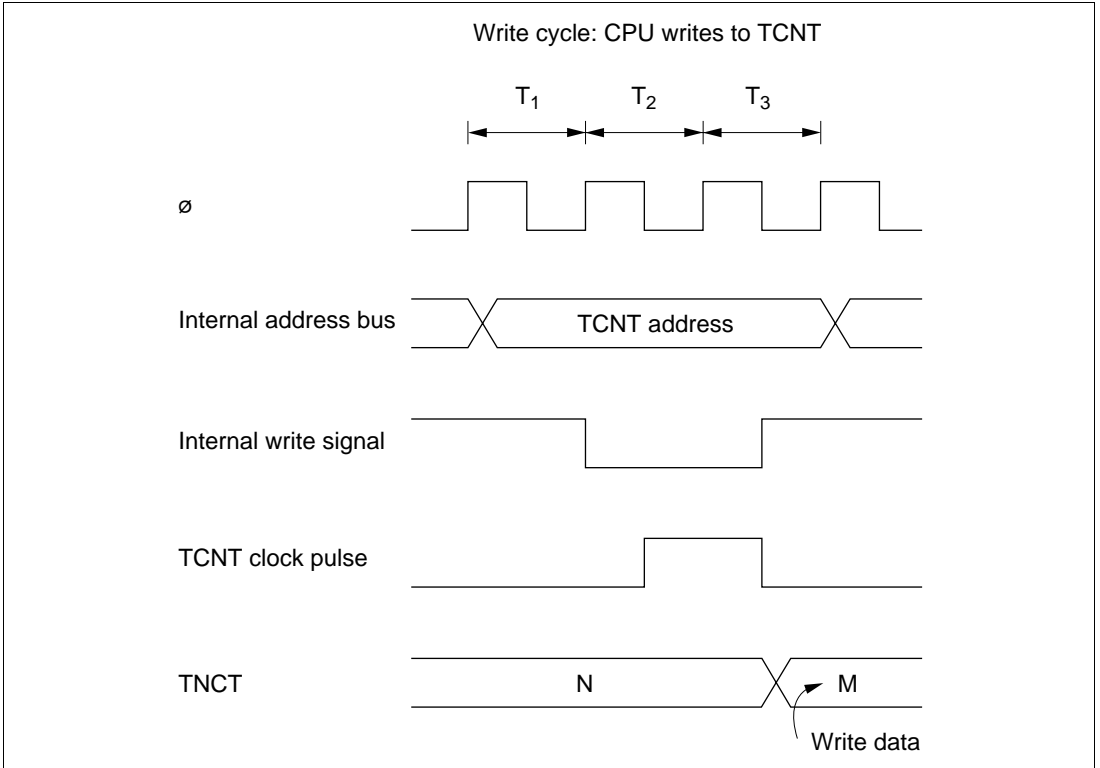 Write cycle: CPU writes to TCNT
T1 T2 T3
ø
Internal address bus
TCNT address
Internal write signal
TCNT clock pulse
TNCT
N
M
Write data